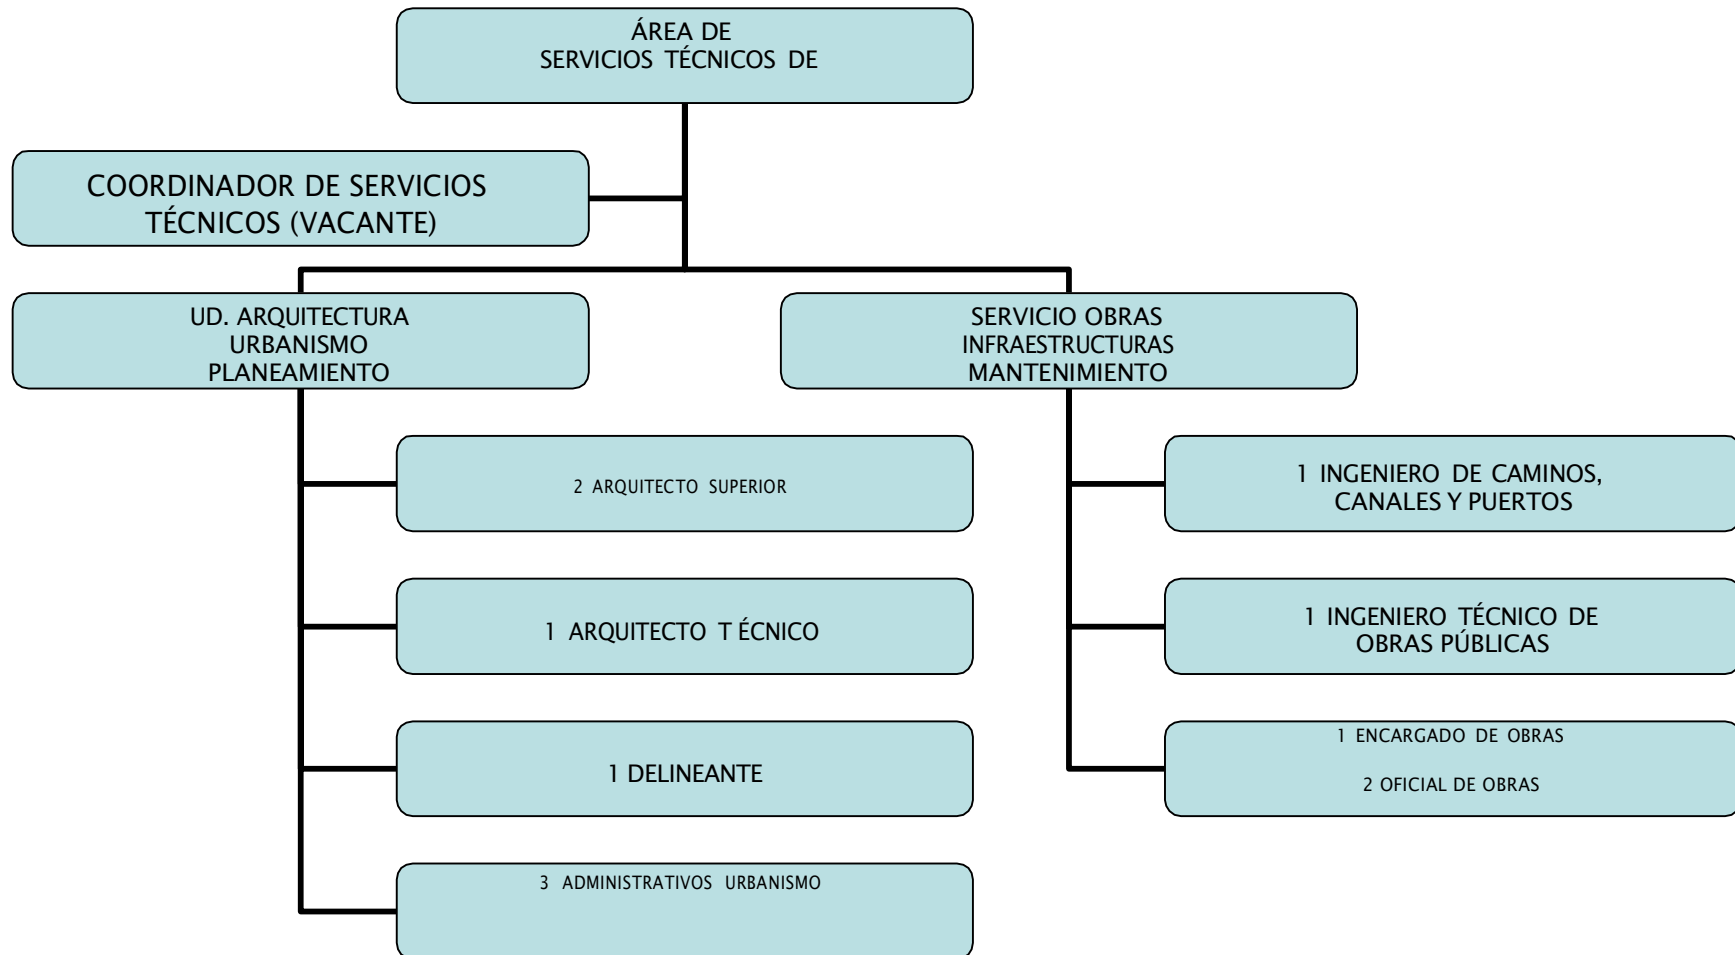 ÁREA DE
SERVICIOS TÉCNICOS DE
COORDINADOR DE SERVICIOS
TÉCNICOS (VACANTE)
UD. ARQUITECTURA
URBANISMO
PLANEAMIENTO
SERVICIO OBRAS
INFRAESTRUCTURAS
MANTENIMIENTO
2 ARQUITECTO SUPERIOR
1 ARQUITECTO T ÉCNICO
1 DELINEANTE
3 ADMINISTRATIVOS URBANISMO
1 INGENIERO DE CAMINOS,
CANALES Y PUERTOS
1 INGENIERO TÉCNICO DE
OBRAS PÚBLICAS
1 ENCARGADO DE OBRAS
2 OFICIAL DE OBRAS